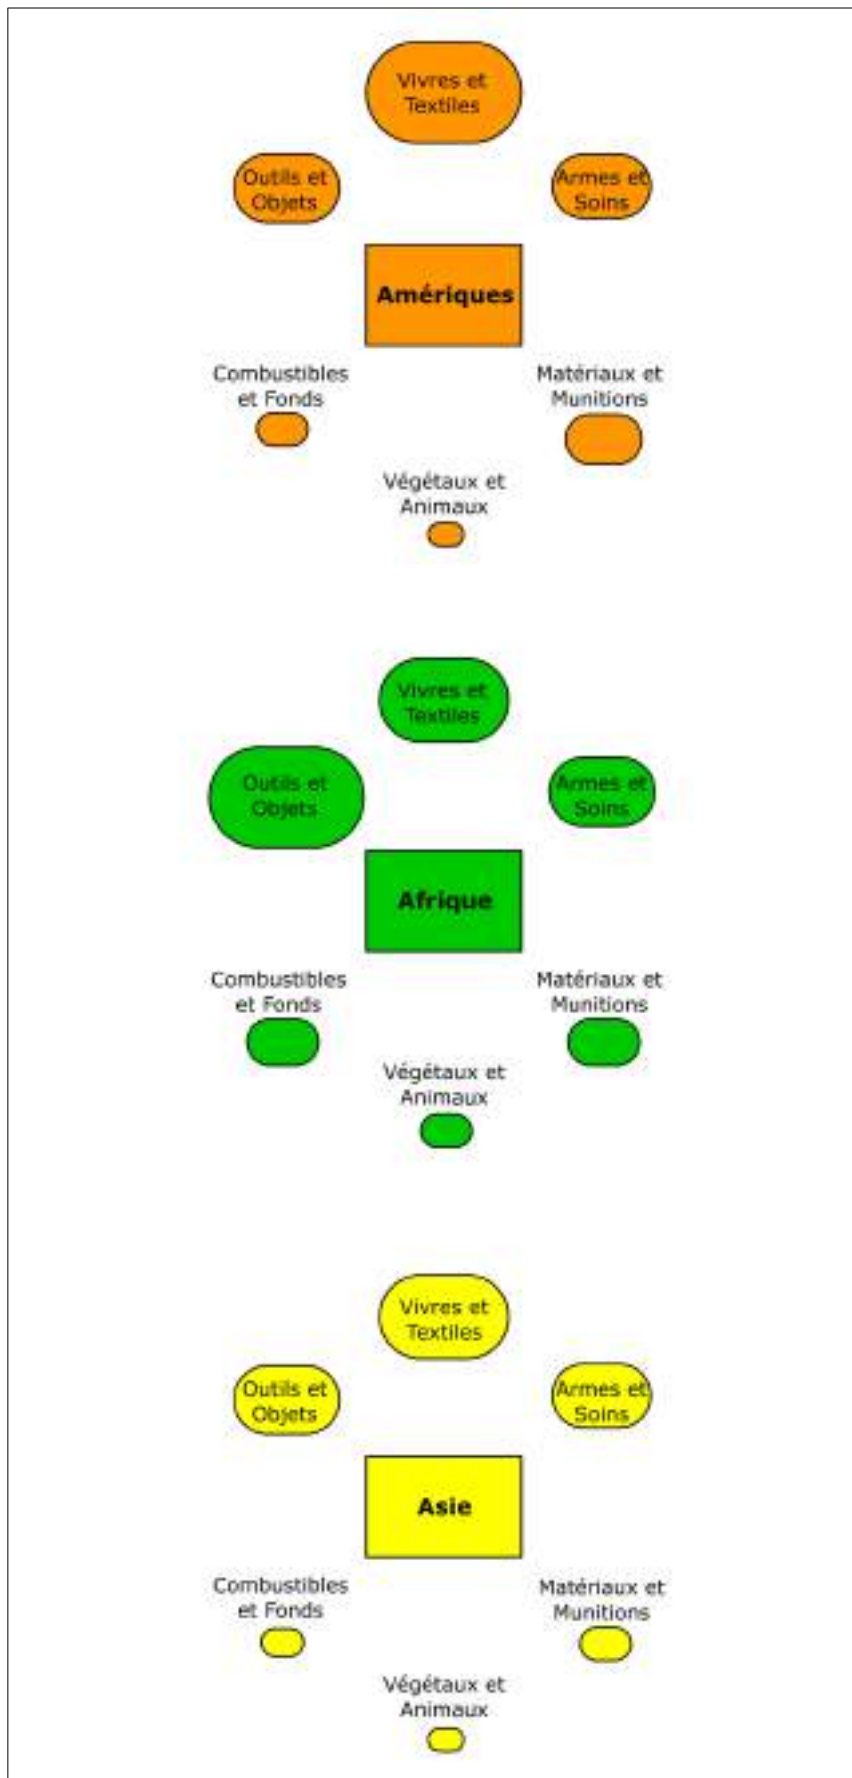 Vivres et
Textiles
Outils et
Objets
Armes et
Soins
Amériques
Combustibles
et Fonds
Matériaux et
Munitions
Végétaux et
Animaux
Vivres et
Textiles
Outils et
Objets
Armes et
Soins
Afrique
Combustibles
et Fonds
Matériaux et
Munitions
Végétaux et
Animaux
Vivres et
Textiles
Outils et
Objets
Armes et
Soins
Asie
Combustibles
et Fonds
Matériaux et
Munitions
Végétaux et
Animaux